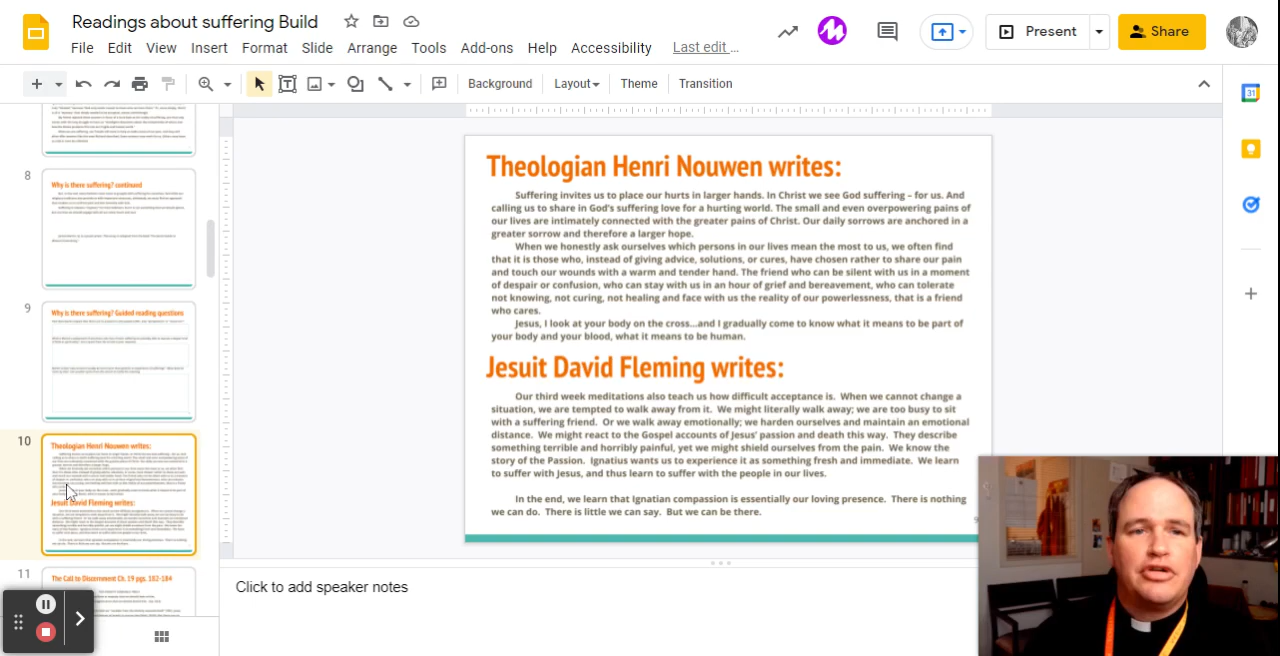 Readings about suffering Build
File Edit View Insert Format Slide Arrange Tools Add-ons Help Accessibility Last edit ...
Present
Share
Background Layout Theme Transition
31
8
Why is there suffering? continued
9
Why is there suffering? Guided reading questions
10
Theologian Henri Nouwen writes:
Jesuit David Fleming writes:
11
The Call to Discernment Ch. 19 pgs. 182-184
Theologian Henri Nouwen writes:
Suffering invites us to place our hurts in larger hands. In Christ we see God suffering – for us. And
calling us to share in God's suffering love for a hurting world. The small and even overpowering pains of
our lives are intimately connected with the greater pains of Christ. Our daily sorrows are anchored in a
greater sorrow and therefore a larger hope.
When we honestly ask ourselves which persons in our lives mean the most to us, we often find
that it is those who, instead of giving advice, solutions, or cures, have chosen rather to share our pain
and touch our wounds with a warm and tender hand. The friend who can be silent with us in a moment
of despair or confusion, who can stay with us in an hour of grief and bereavement, who can tolerate
not knowing, not curing, not healing and face with us the reality of our powerlessness, that is a friend
who cares.
Jesus, I look at your body on the cross...and I gradually come to know what it means to be part of
your body and your blood, what it means to be human.
Jesuit David Fleming writes:
Our third week meditations also teach us how difficult acceptance is. When we cannot change a
situation, we are tempted to walk away from it. We might literally walk away; we are too busy to sit
with a suffering friend. Or we walk away emotionally; we harden ourselves and maintain an emotional
distance. We might react to the Gospel accounts of Jesus' passion and death this way. They describe
something terrible and horribly painful, yet we might shield ourselves from the pain. We know the
story of the Passion. Ignatius wants us to experience it as something fresh and immediate. We learn
to suffer with Jesus, and thus learn to suffer with the people in our lives.
In the end, we learn that Ignatian compassion is essentially our loving presence. There is nothing
we can do. There is little we can say. But we can be there.
Click to add speaker notes